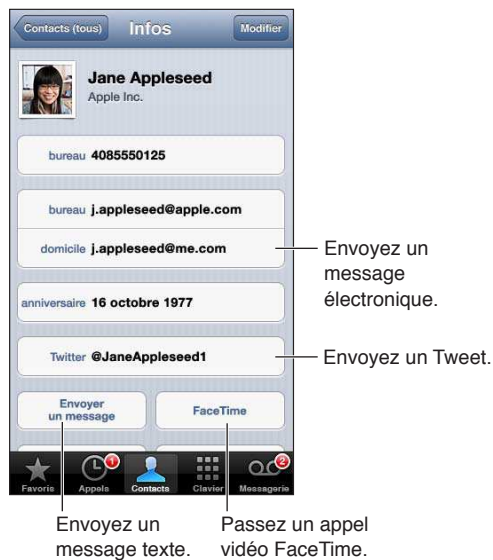 Contacts (tous) Infos Modifier
Jane Appleseed
Apple Inc.
bureau 4085550125
bureau j.appleseed@apple.com
domicile j.appleseed@me.com
Envoyez un
message
électronique.
anniversaire 16 octobre 1977
Twitter @JaneAppleseed1
Envoyez un Tweet.
Envoyer
un message
FaceTime
1
2
Favoris Appels Contacts Clavier Messagerie
Envoyez un
message texte.
Passez un appel
vidéo FaceTime.